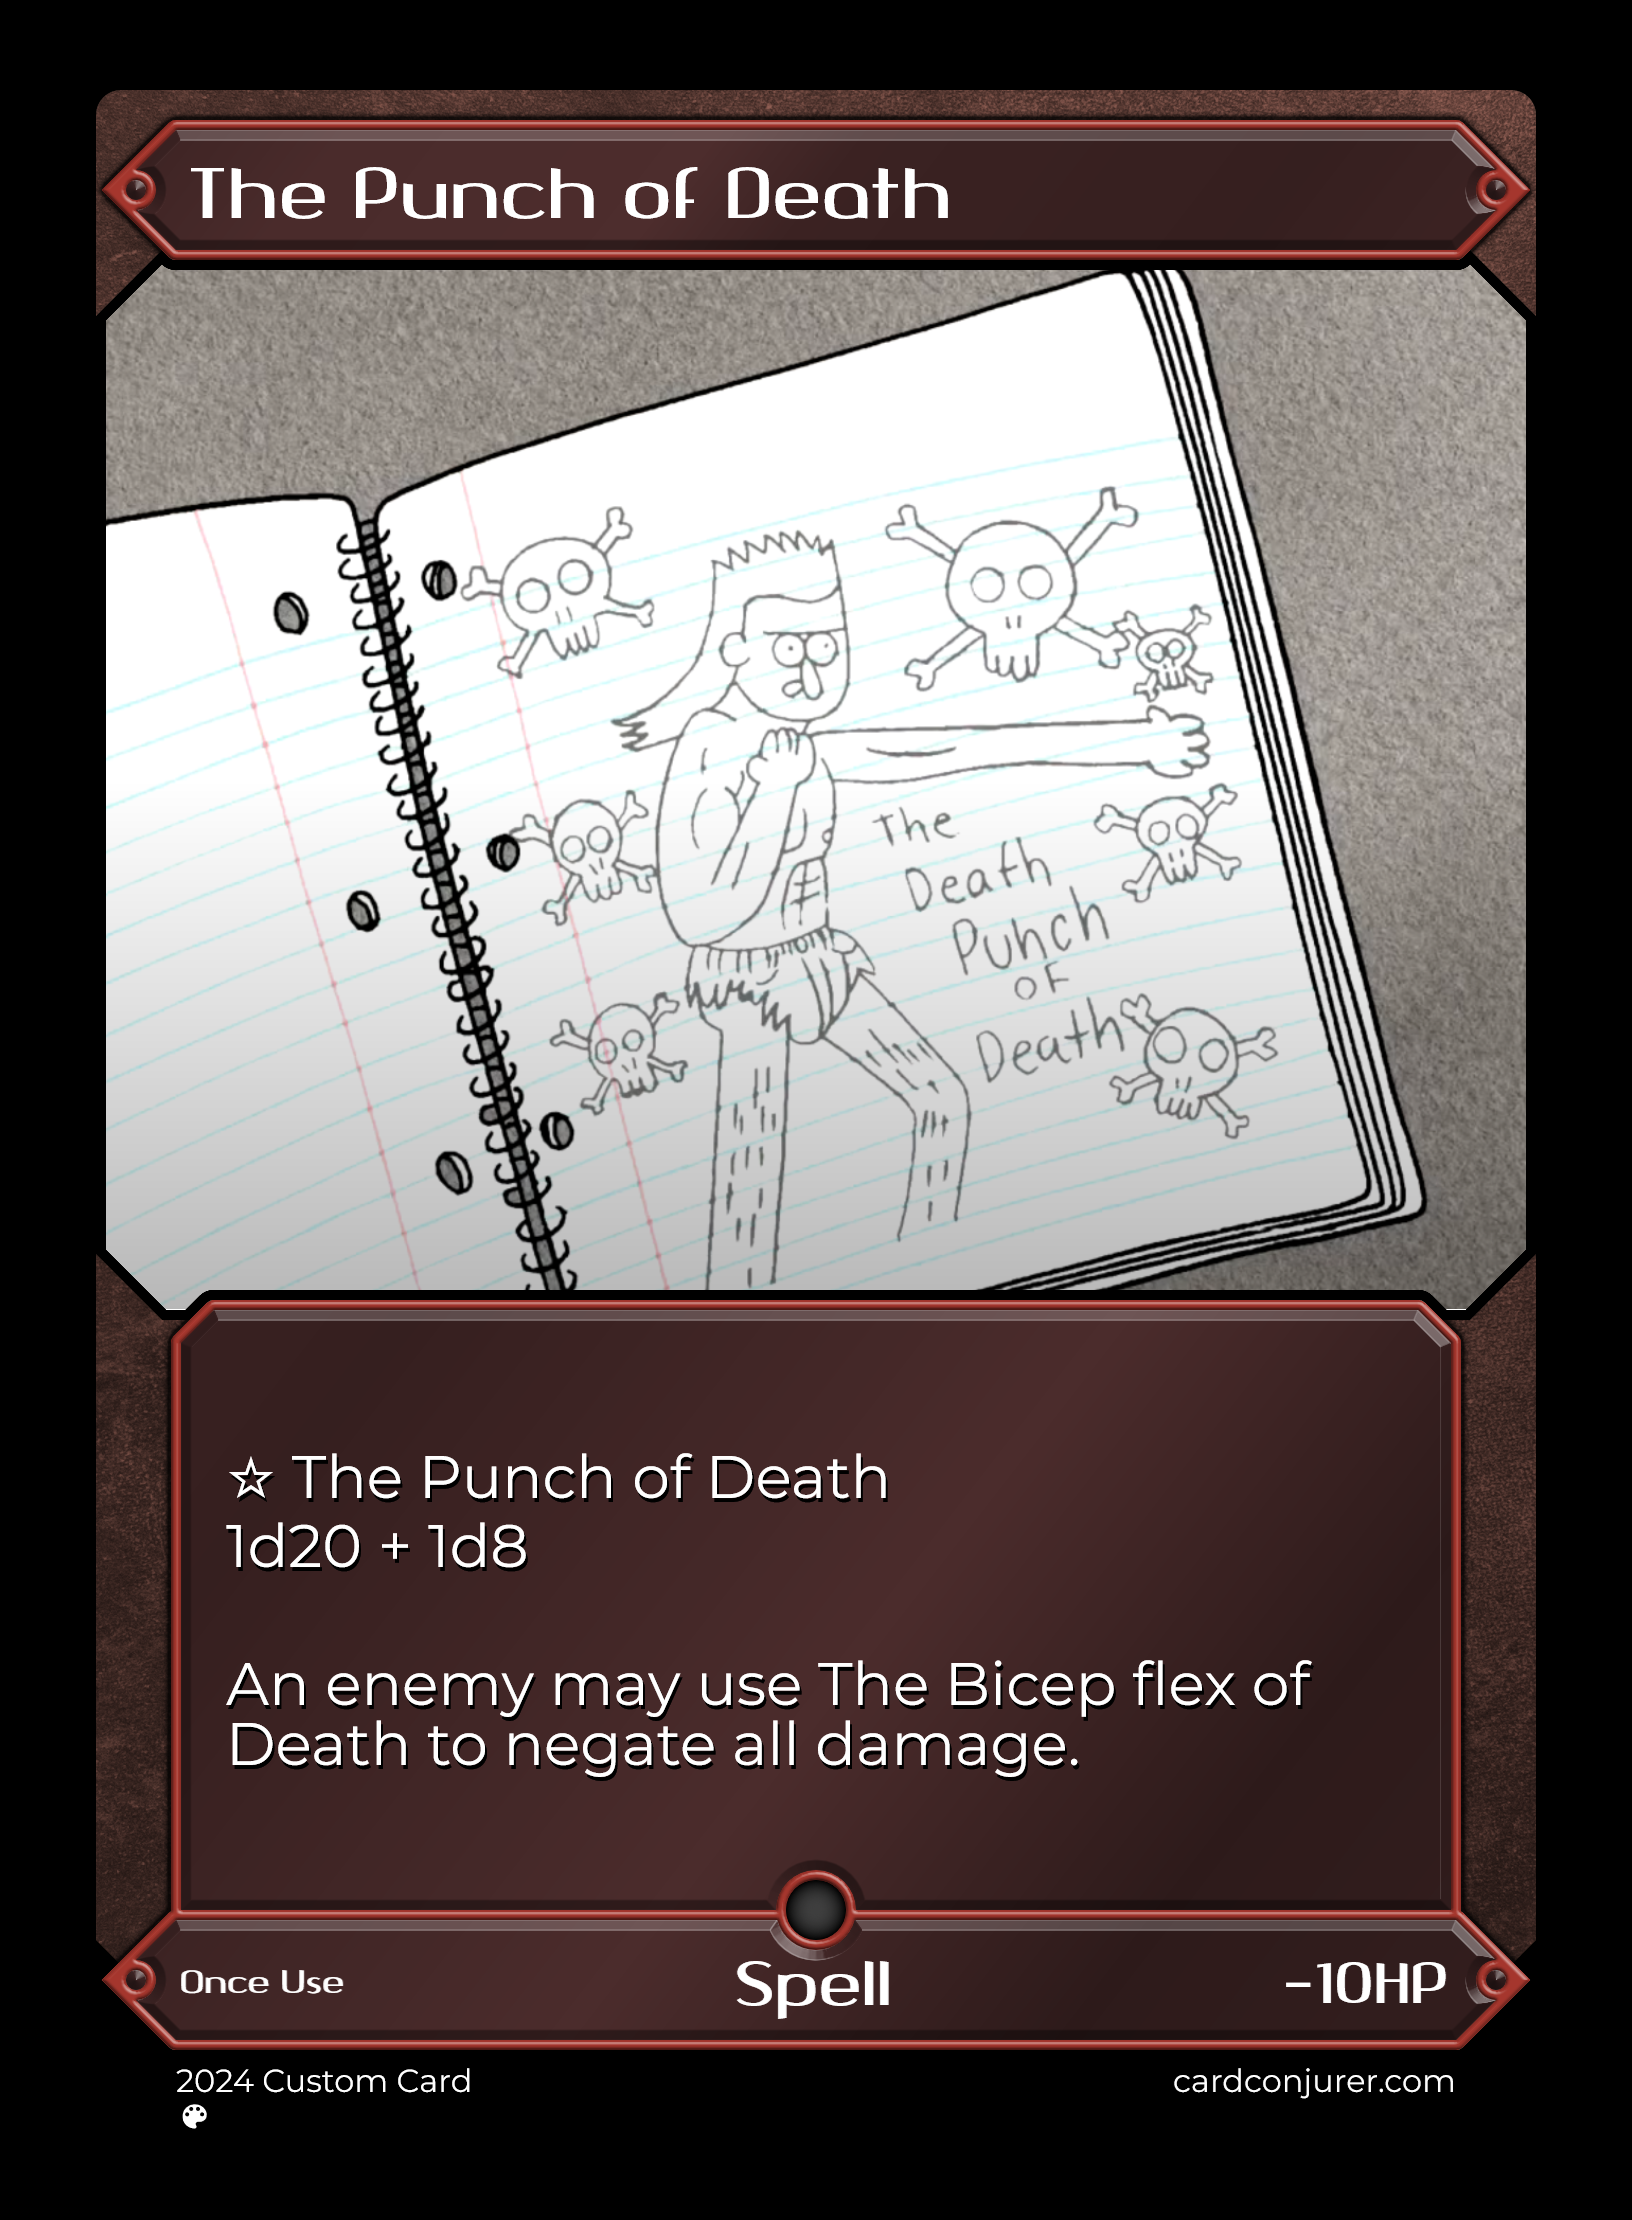 The Punch of Death
The
Death
Punch
OF
Death
☆ The Punch of Death
1d20 + 1d8
An enemy may use The Bicep flex of
Death to negate all damage.
Once Use
Spell
-10HP
2024 Custom Card
cardconjurer.com